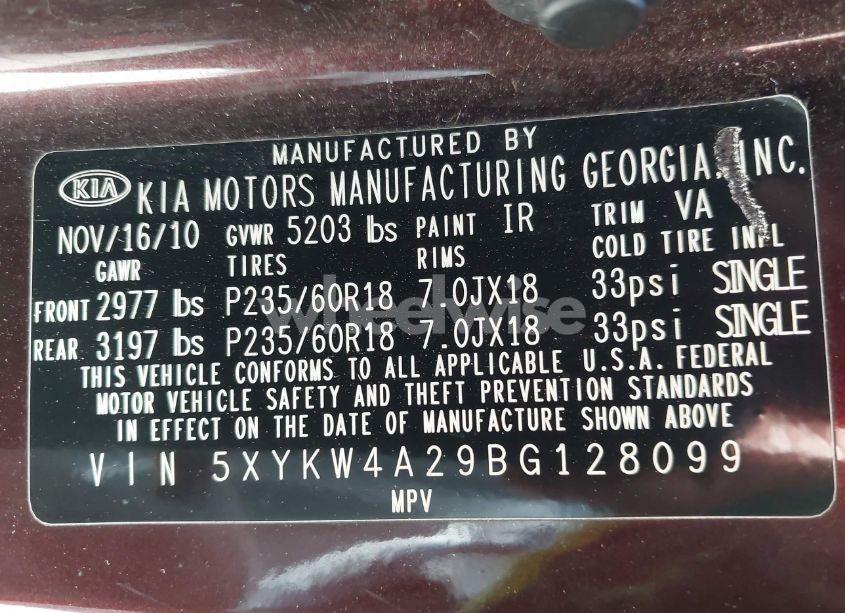 MANUFACTURED BY
KIA KIA MOTORS MANUFACTURING GEORGIA, INC.
NOV/16/10 GVWR 5203 lbs PAINT IR TRIM VA
GAWR TIRES RIMS COLD TIRE INFL
FRONT 2977 lbs P235/60R18 7.0JX18 33psi SINGLE
REAR 3197 lbs P235/60R18 7.0JX18 33psi SINGLE
wheelwise
THIS VEHICLE CONFORMS TO ALL APPLICABLE U.S.A. FEDERAL
MOTOR VEHICLE SAFETY AND THEFT PREVENTION STANDARDS
IN EFFECT ON THE DATE OF MANUFACTURE SHOWN ABOVE
VIN 5XYKW4A29BG128099
MPV